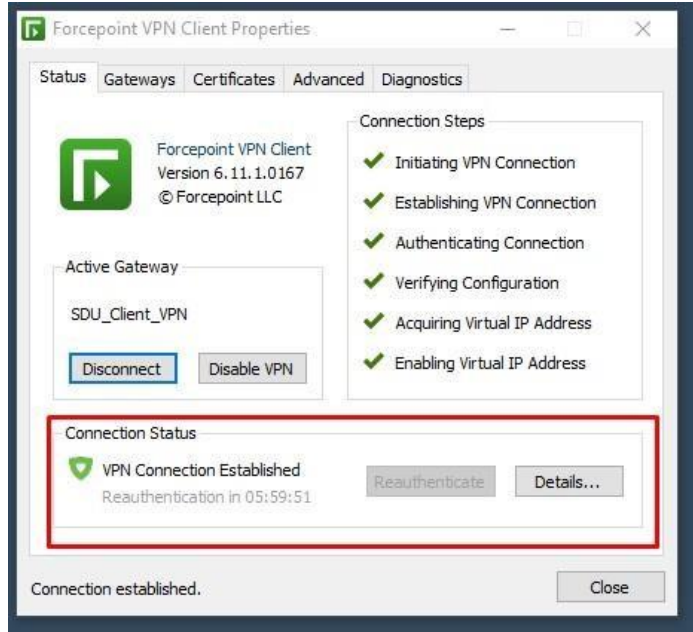 Forcepoint VPN Client Properties
Status Gateways Certificates Advanced Diagnostics
Forcepoint VPN Client
Version 6.11.1.0167
© Forcepoint LLC
Active Gateway
SDU_Client_VPN
Disconnect Disable VPN
Connection Steps
Initiating VPN Connection
Establishing VPN Connection
Authenticating Connection
Verifying Configuration
Acquiring Virtual IP Address
Enabling Virtual IP Address
Connection Status
VPN Connection Established
Reauthentication in 05:59:51
Reauthenticate Details...
Connection established.
Close